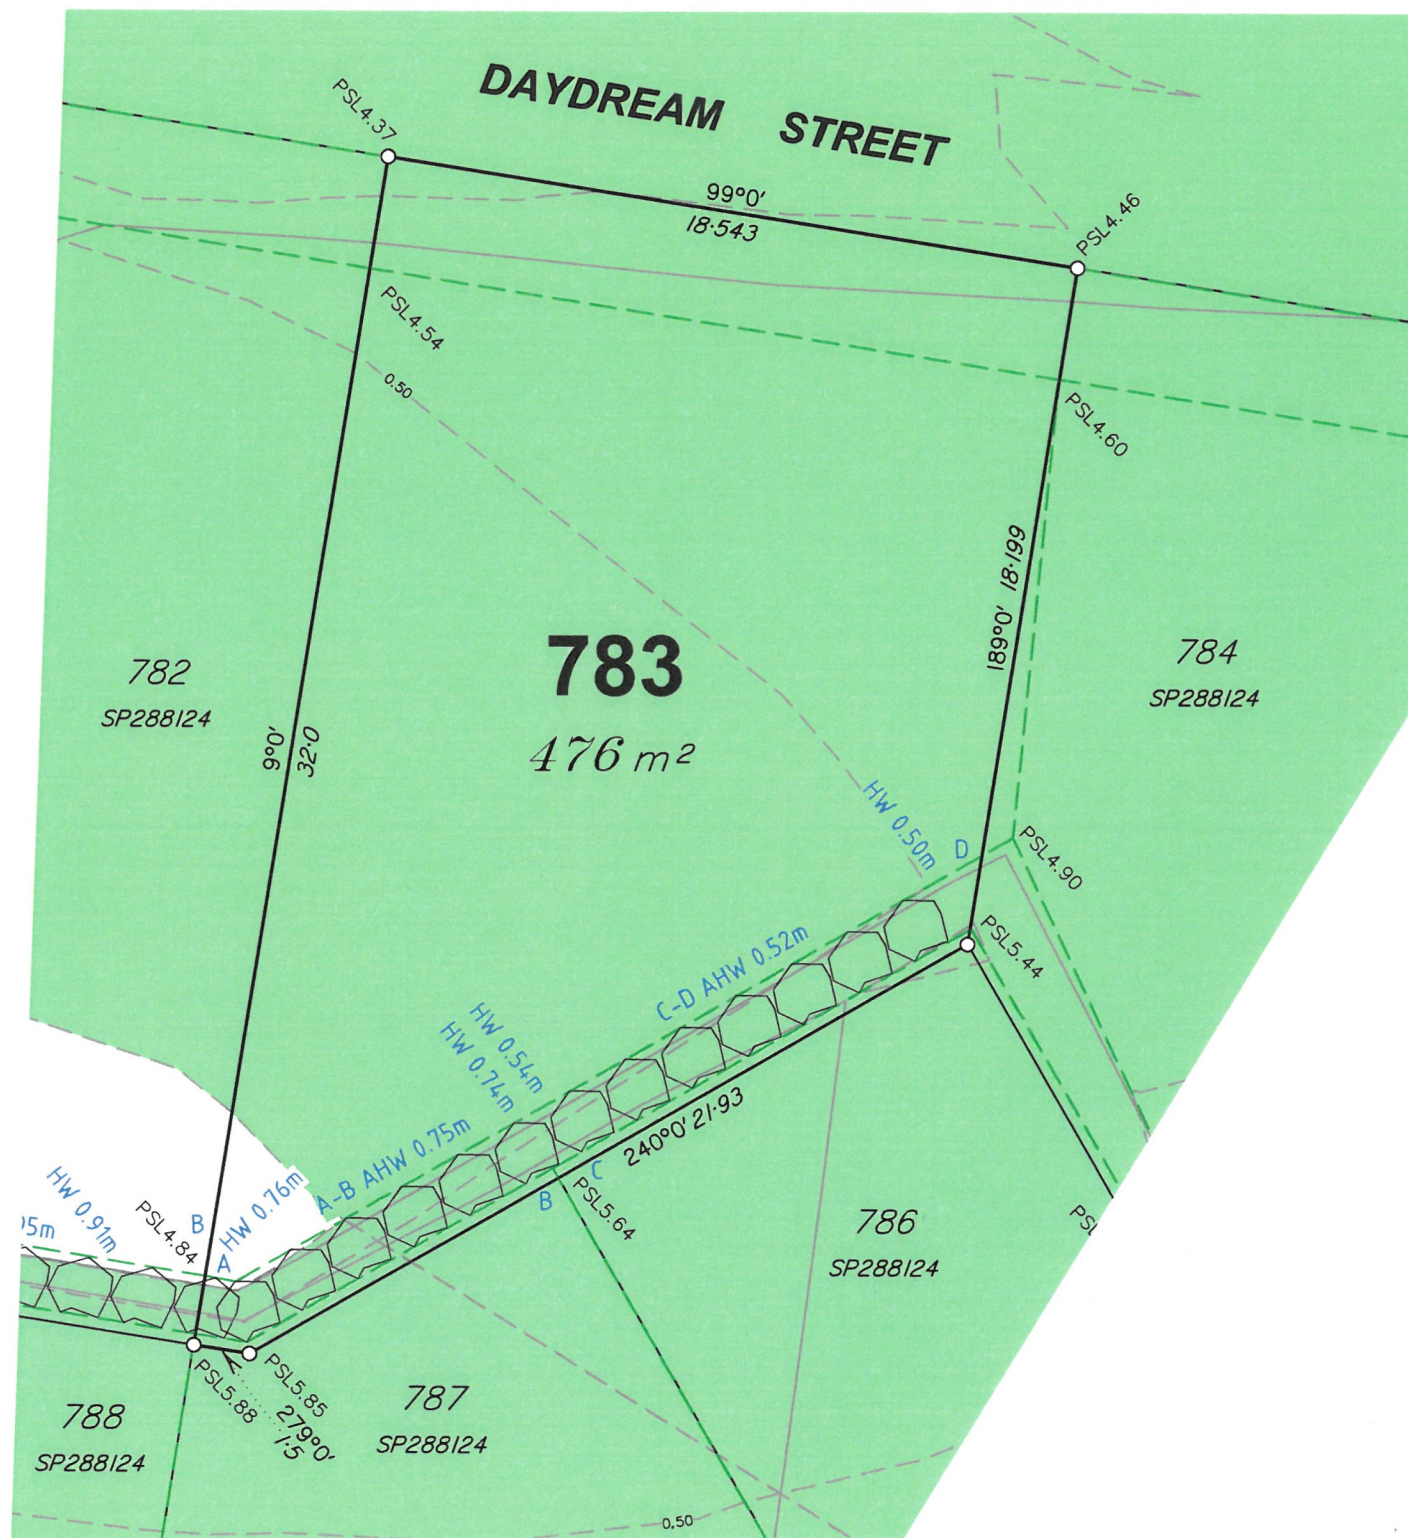 DAYDREAM STREET
PSL4.37
99°0'
18·543
PSL4.46
PSL4.54
0.50
PSL4.60
189°0' 18·199
783
476 m²
782
SP288124
784
SP288124
9°0'
32·0
HW 0.50m
D
PSL4.90
PSL5.44
C-D AHW 0.52m
HW 0.54m
HW 0.74m
A-B AHW 0.75m
240°0' 21·93
C
B
PSL5.64
HW 0.76m
HW 0.91m
PSL4.84
B
A
5m
786
SP288124
PSL
PSL5.88
PSL5.85
279°0'
1·5
787
SP288124
788
SP288124
0.50